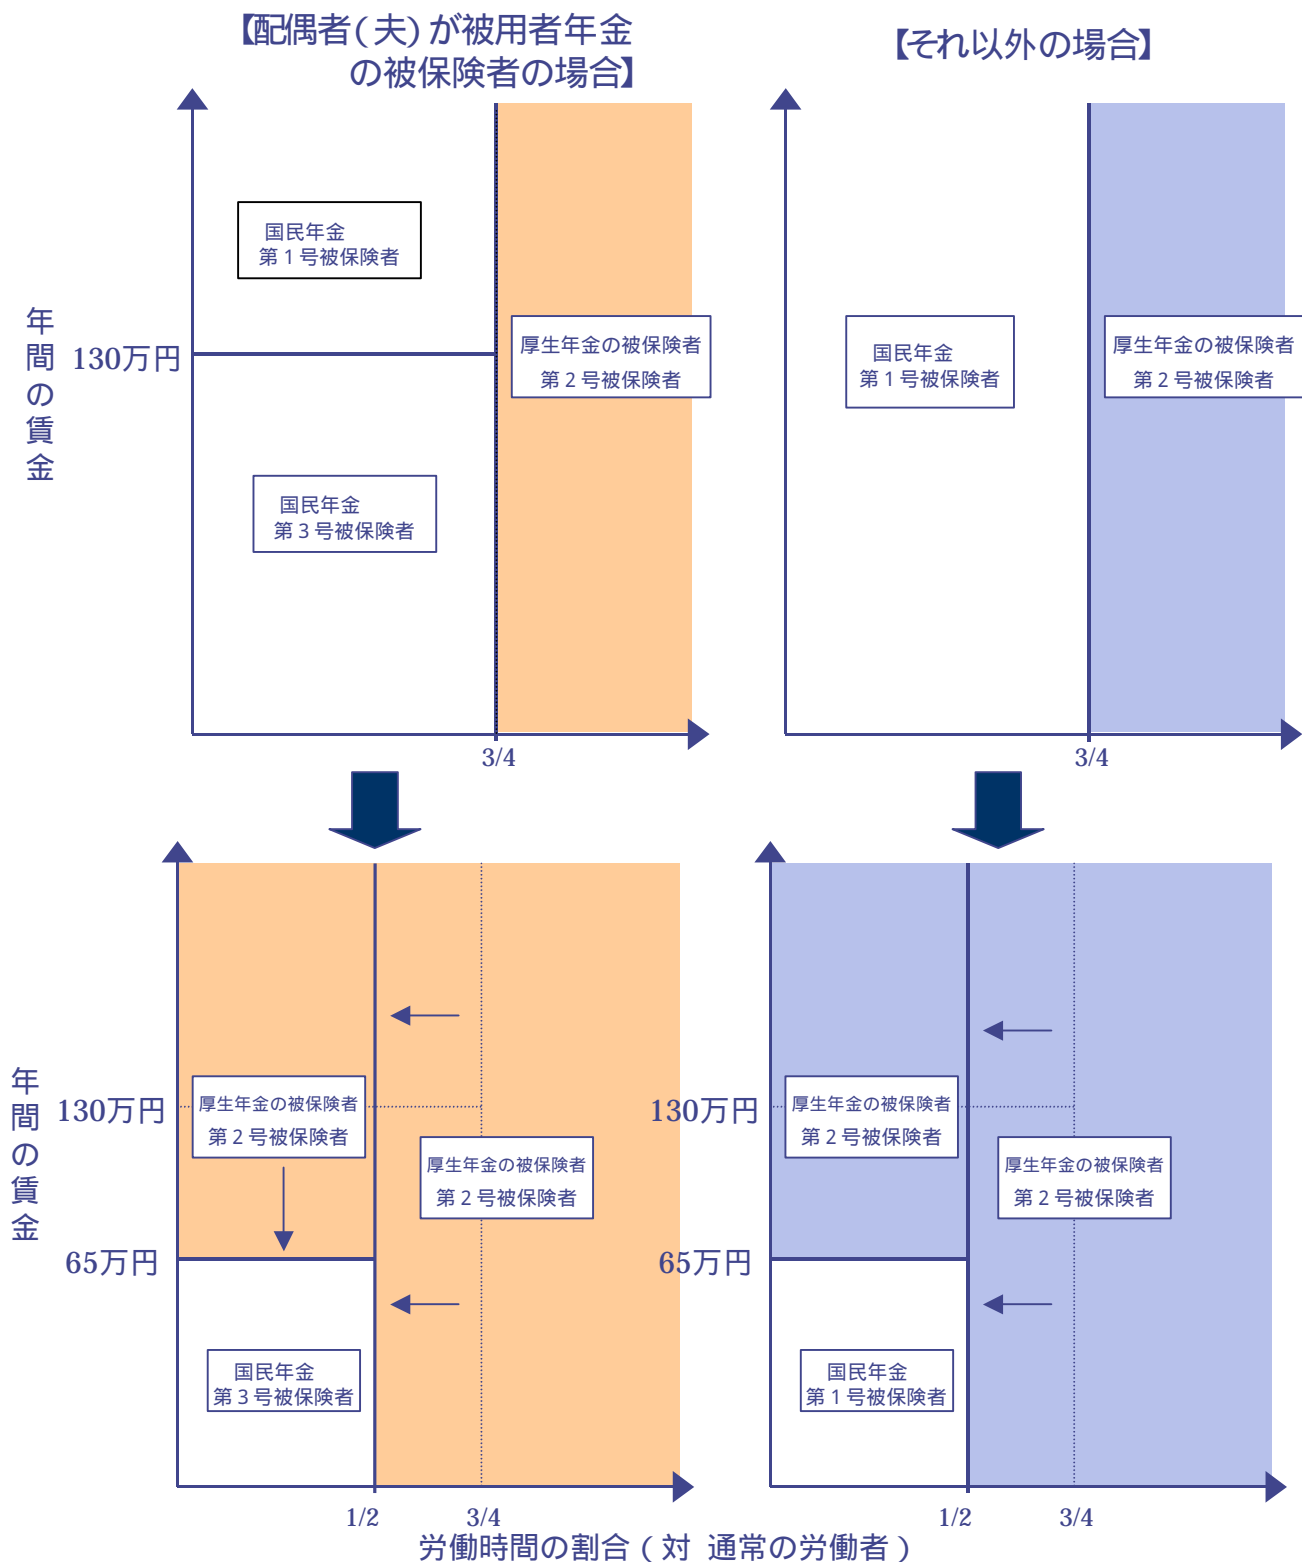 【配偶者(夫)が被用者年金
の被保険者の場合】
【それ以外の場合】
年間の賃金
130万円
国民年金
第1号被保険者
国民年金
第3号被保険者
厚生年金の被保険者
第2号被保険者
3/4
国民年金
第1号被保険者
厚生年金の被保険者
第2号被保険者
3/4
年間の賃金
130万円
65万円
厚生年金の被保険者
第2号被保険者
厚生年金の被保険者
第2号被保険者
国民年金
第3号被保険者
1/2
3/4
130万円
65万円
厚生年金の被保険者
第2号被保険者
厚生年金の被保険者
第2号被保険者
国民年金
第1号被保険者
1/2
3/4
労働時間の割合(対 通常の労働者)